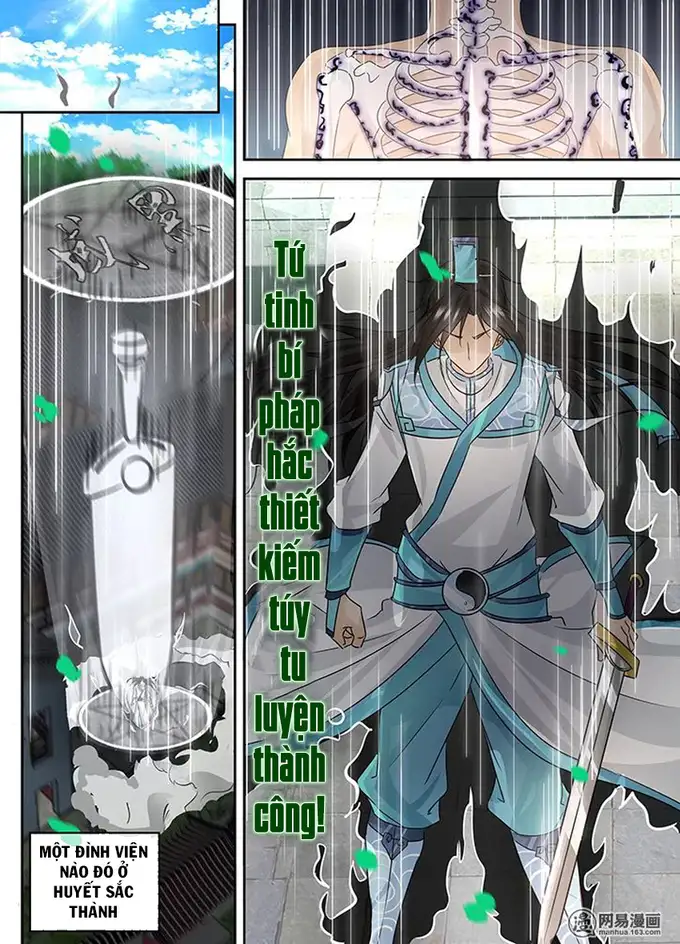 Tứ
tinh
bí
pháp
hắc
thiết
kiếm
túy
tu
luyện
thành
công!
MỘT ĐÌNH VIỆN
NÀO ĐÓ Ở
HUYẾT SẮC
THÀNH
网易漫画
manhua.163.com